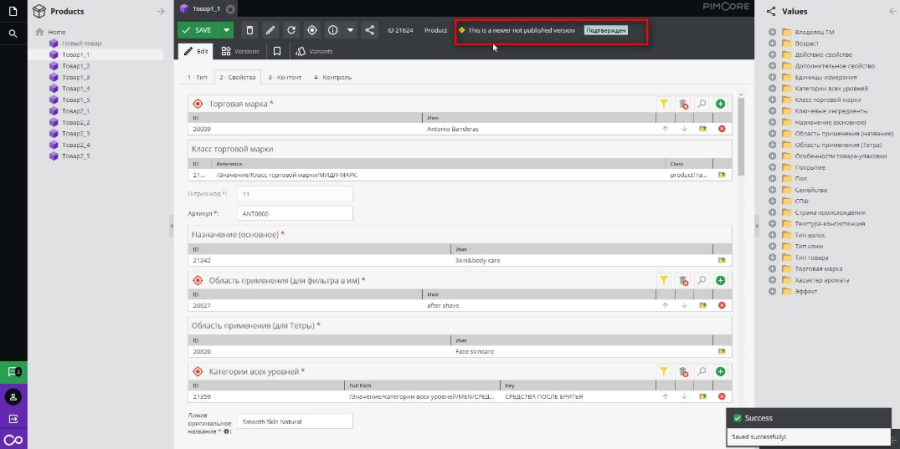 Products
Товар1_1
PIMCORE
SAVE
ID 21624
Product
This is a newer not published version
Подтвержден
Edit
Versions
Variants
Home
Новый товар
Товар1_1
Товар1_2
Товар1_3
Товар1_4
Товар1_5
Товар2_1
Товар2_2
Товар2_3
Товар2_4
Товар2_5
1 - Тип
2 - Свойства
3 - Контент
4 - Контроль
Торговая марка *
ID Имя
20009 Antonio Banderas
Класс торговой марки
ID Reference Class
21... /Значение/Класс торговой марки/МИДЛ-МАРК productTra...
Штрих-код *: 11
Артикул *: ANT0000
Назначение (основное) *
ID Имя
21242 Skin&body care
Область применения (для фильтра в им) *
ID Имя
20827 after shave
Область применения (для Тетры) *
ID Имя
20820 Face skincare
Категории всех уровней *
ID Full Path Key
21359 /Значение/Категории всех уровней/MEN/СРЕД... СРЕДСТВА ПОСЛЕ БРИТЬЯ
Линия
оригинальное
название *: Smooth Skin Natural
Values
Владелец ТМ
Возраст
Действие свойство
Дополнительное свойство
Единицы измерения
Категории всех уровней
Класс торговой марки
Ключевые ингредиенты
Назначение (основное)
Область применения (названия)
Область применения (Тетра)
Особенности товара-упаковки
Покрытие
Пол
Семейство
СПФ
Страна происхождения
Текстура-консистенция
Тип волос
Тип кожи
Тип товара
Торговая марка
Характер аромата
Эффект
Success
Saved successfully!